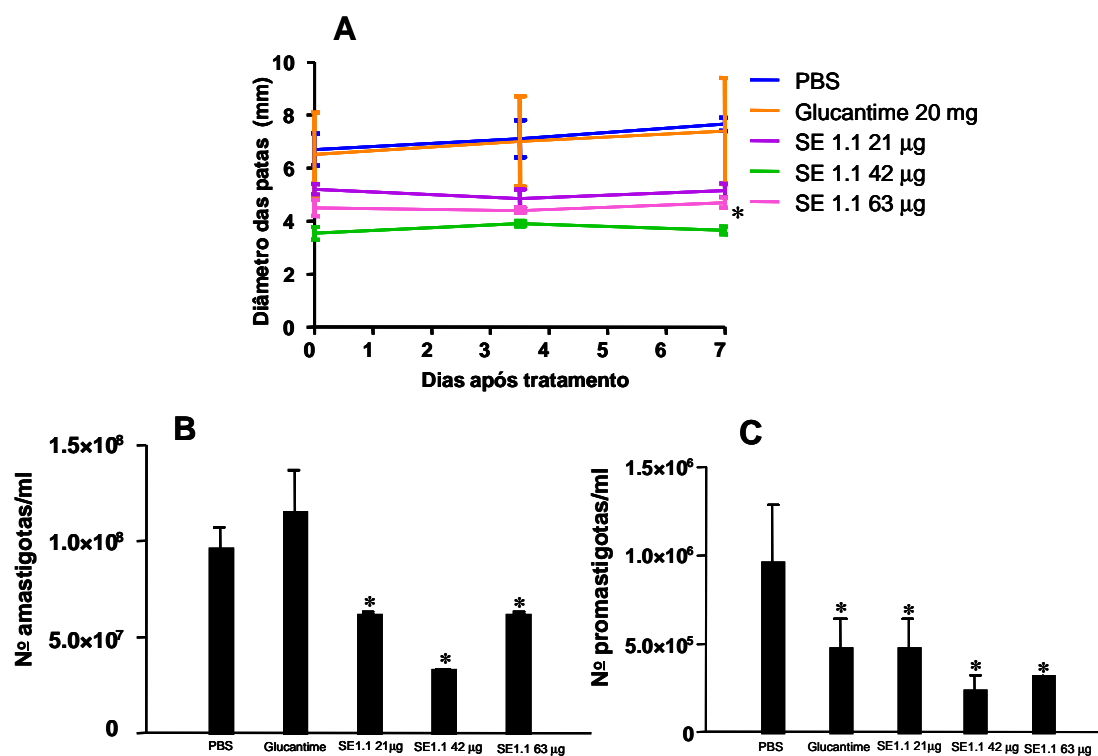 A
Diâmetro das patas (mm)
10
8
6
4
2
0
0 1 2 3 4 5 6 7
Dias após tratamento
PBS
Glucantime 20 mg
SE 1.1 21 µg
SE 1.1 42 µg
SE 1.1 63 µg
*
B
Nº amastigotas/ml
1.5×10⁸
1.0×10⁸
5.0×10⁷
0
* * *
PBS Glucantime SE1.1 21µg SE1.1 42 µg SE1.1 63 µg
C
Nº promastigotas/ml
1.5×10⁶
1.0×10⁶
5.0×10⁵
0
* * * *
PBS Glucantime SE1.1 21µg SE1.1 42 µg SE1.1 63 µg